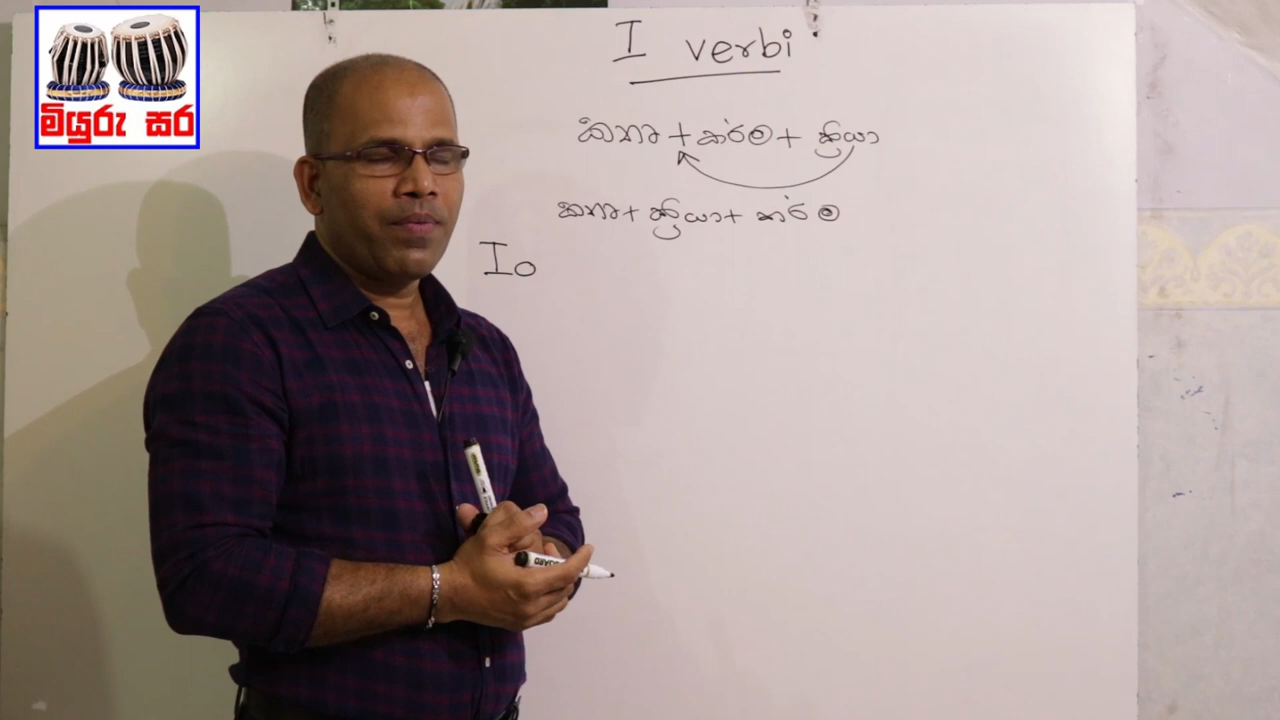 මියුරු සර
I verbi
කතෘ + කර්ම + ක්‍රියා
කතෘ + ක්‍රියා + කර්ම
Io